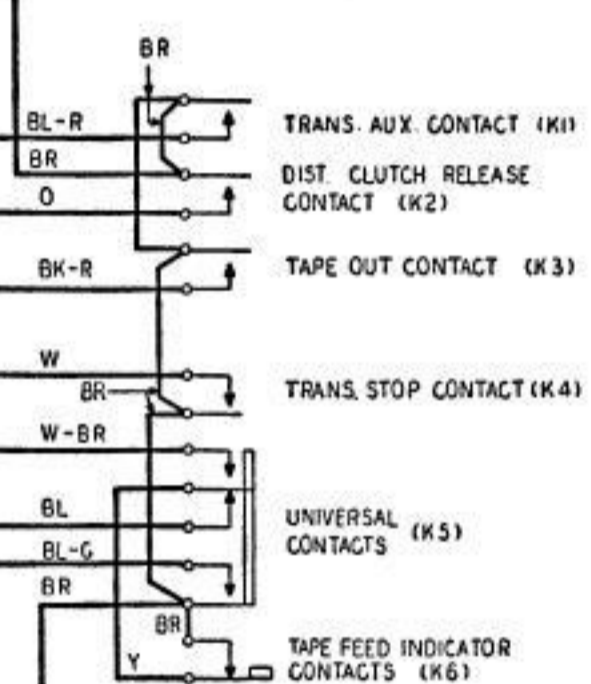 BR
BL-R
TRANS. AUX. CONTACT (K1)
BR
DIST. CLUTCH RELEASE
CONTACT (K2)
O
BK-R
TAPE OUT CONTACT (K3)
W
BR
TRANS. STOP CONTACT (K4)
W-BR
BL
UNIVERSAL
CONTACTS (K5)
BL-G
BR
BR
TAPE FEED INDICATOR
CONTACTS (K6)
Y